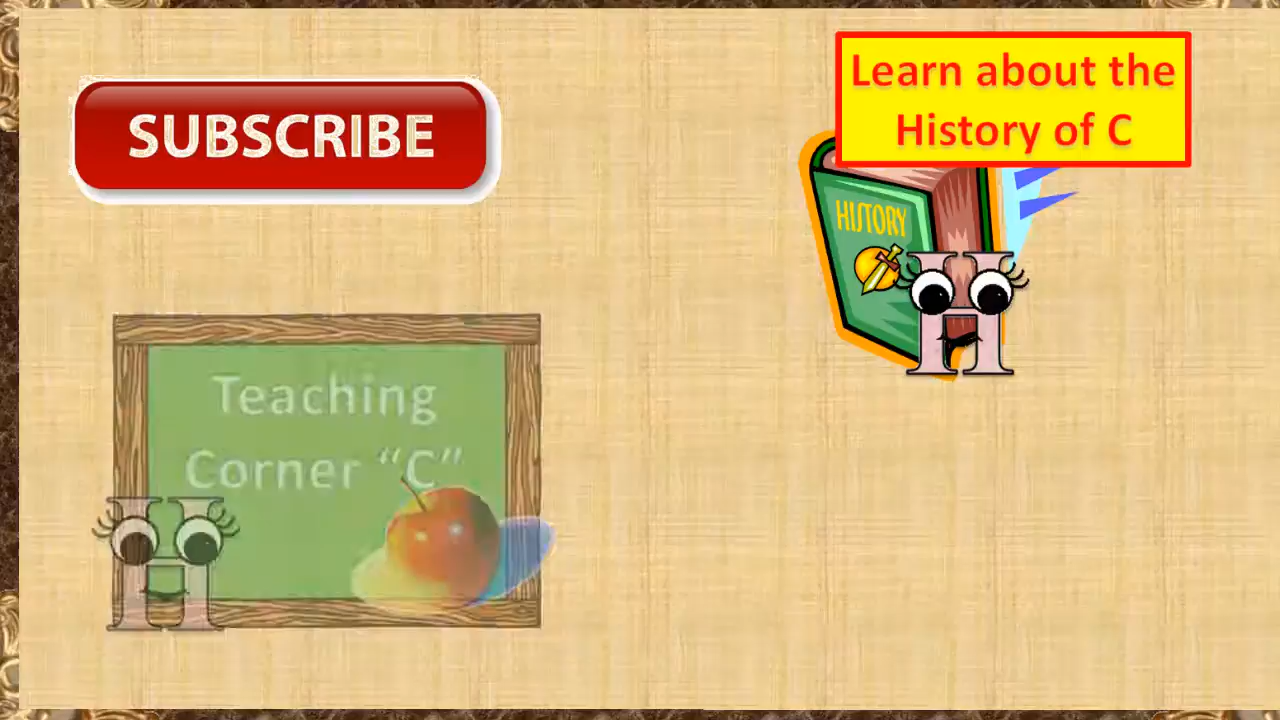 SUBSCRIBE
Learn about the
History of C
HISTORY
Teaching
Corner “C”
H
H